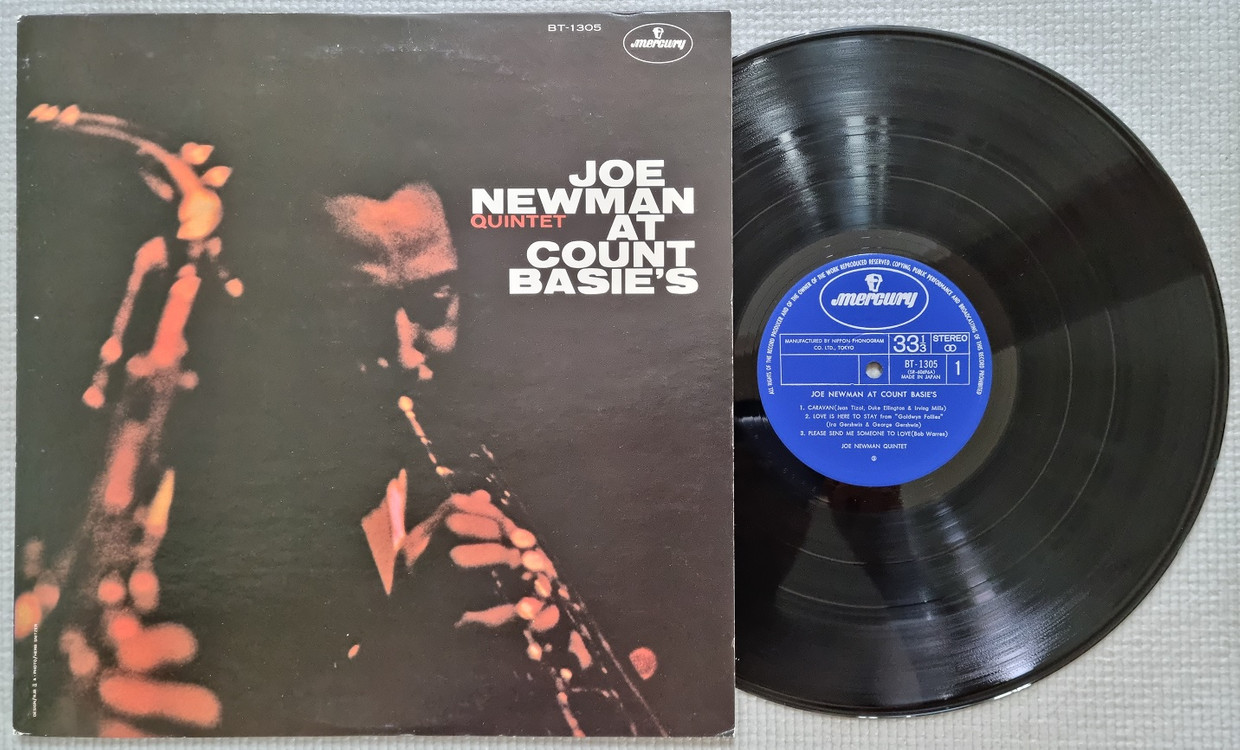 BT-1305
mercury
JOE
NEWMAN
QUINTET AT
COUNT
BASIE'S
ALL RIGHTS OF THE RECORD PRODUCER AND OF THE OWNER OF THE WORK REPRODUCED RESERVED. COPYING, PUBLIC PERFORMANCE AND BROADCASTING OF THIS RECORD PROHIBITED
mercury
MANUFACTURED BY NIPPON PHONOGRAM
CO. LTD., TOKYO
33 1/3
STEREO
BT-1305
MADE IN JAPAN
1
JOE NEWMAN AT COUNT BASIE'S
1. CARAVAN(Juan Tizol, Duke Ellington & Irving Mills)
2. LOVE IS HERE TO STAY from "Goldwyn Follies"
(Ira Gershwin & George Gershwin)
3. PLEASE SEND ME SOMEONE TO LOVE(Bob Warren)
JOE NEWMAN QUINTET